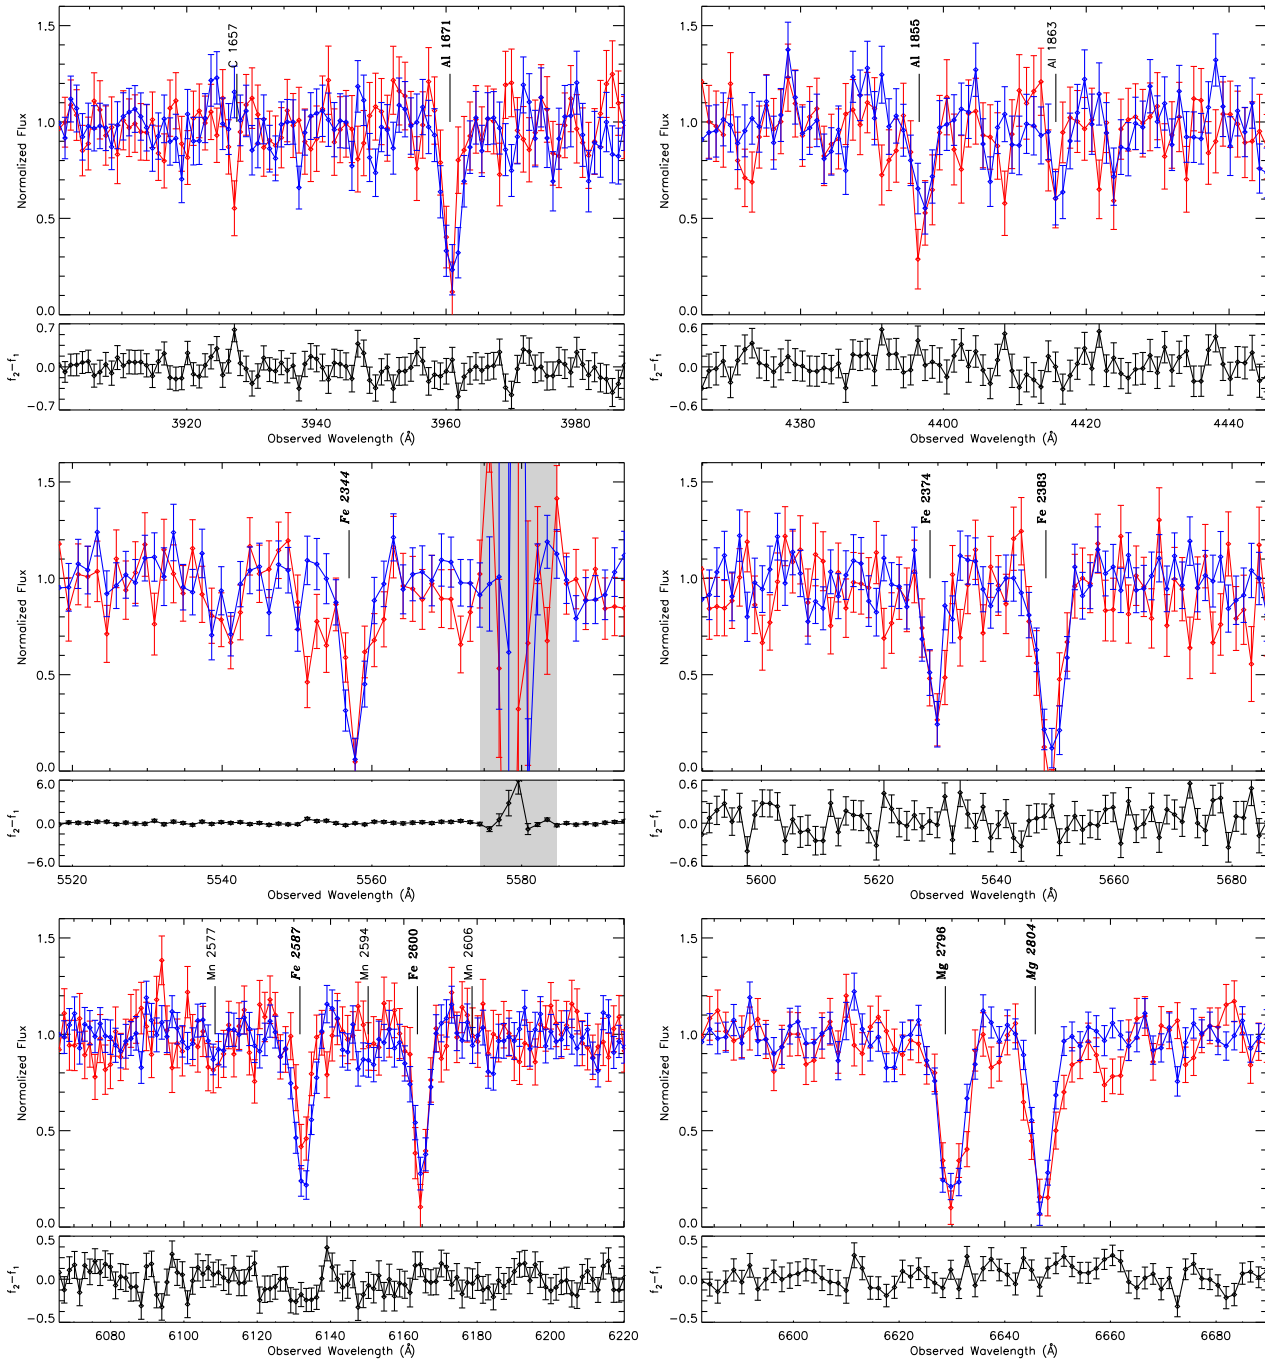 C 1657
Al 1671
1.5
1.0
0.5
0.0
Normalized Flux
0.7
0.0
−0.7
f₂−f₁
3920 3940 3960 3980
Observed Wavelength (Å)
Al 1855
Al 1863
1.5
1.0
0.5
0.0
Normalized Flux
0.6
0.0
−0.6
f₂−f₁
4380 4400 4420 4440
Observed Wavelength (Å)
Fe 2344
1.5
1.0
0.5
0.0
Normalized Flux
6.0
0.0
−6.0
f₂−f₁
5520 5540 5560 5580
Observed Wavelength (Å)
Fe 2374
Fe 2383
1.5
1.0
0.5
0.0
Normalized Flux
0.6
0.0
−0.6
f₂−f₁
5600 5620 5640 5660 5680
Observed Wavelength (Å)
Mn 2577
Fe 2587
Mn 2594
Fe 2600
Mn 2606
1.5
1.0
0.5
0.0
Normalized Flux
0.5
0.0
−0.5
f₂−f₁
6080 6100 6120 6140 6160 6180 6200 6220
Observed Wavelength (Å)
Mg 2796
Mg 2804
1.5
1.0
0.5
0.0
Normalized Flux
0.5
0.0
−0.5
f₂−f₁
6600 6620 6640 6660 6680
Observed Wavelength (Å)